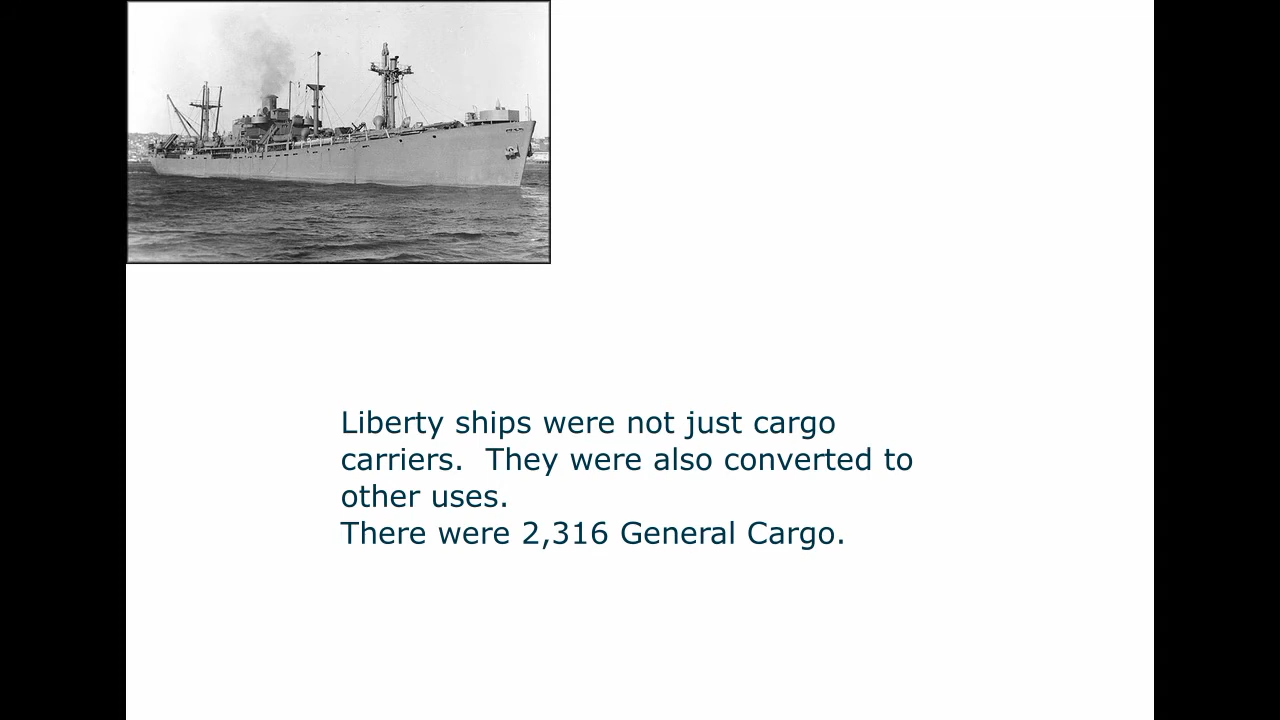 Liberty ships were not just cargo
carriers.  They were also converted to
other uses.
There were 2,316 General Cargo.